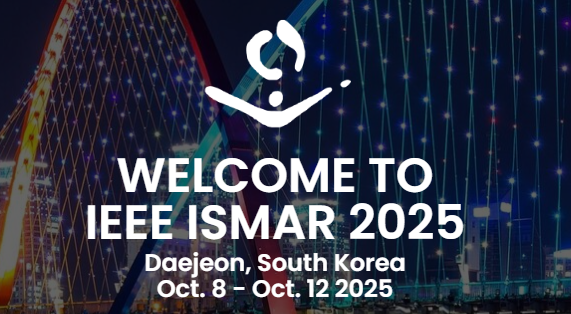 WELCOME TO
IEEE ISMAR 2025
Daejeon, South Korea
Oct. 8 - Oct. 12 2025